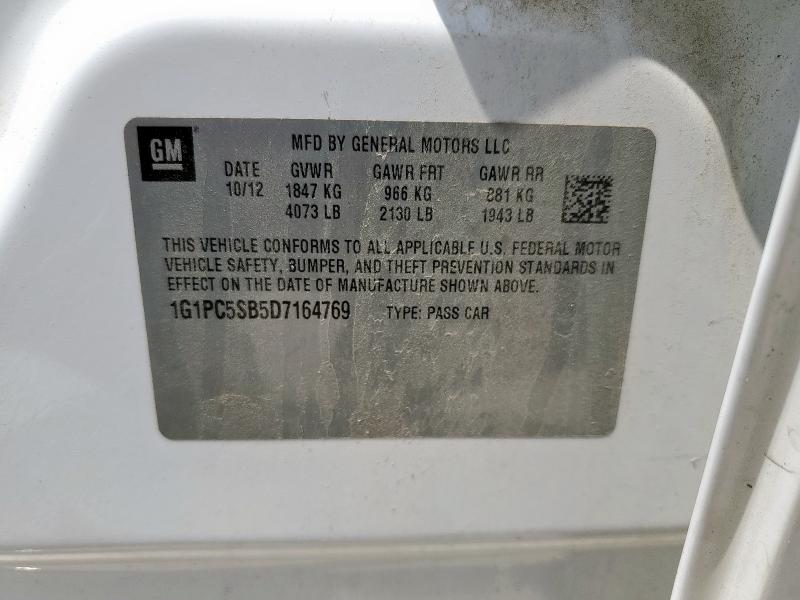 GM
MFD BY GENERAL MOTORS LLC
DATE GVWR GAWR FRT GAWR RR
10/12 1847 KG 966 KG 881 KG
4073 LB 2130 LB 1943 LB
THIS VEHICLE CONFORMS TO ALL APPLICABLE U.S. FEDERAL MOTOR
VEHICLE SAFETY, BUMPER, AND THEFT PREVENTION STANDARDS IN
EFFECT ON THE DATE OF MANUFACTURE SHOWN ABOVE.
1G1PC5SB5D7164769 TYPE: PASS CAR